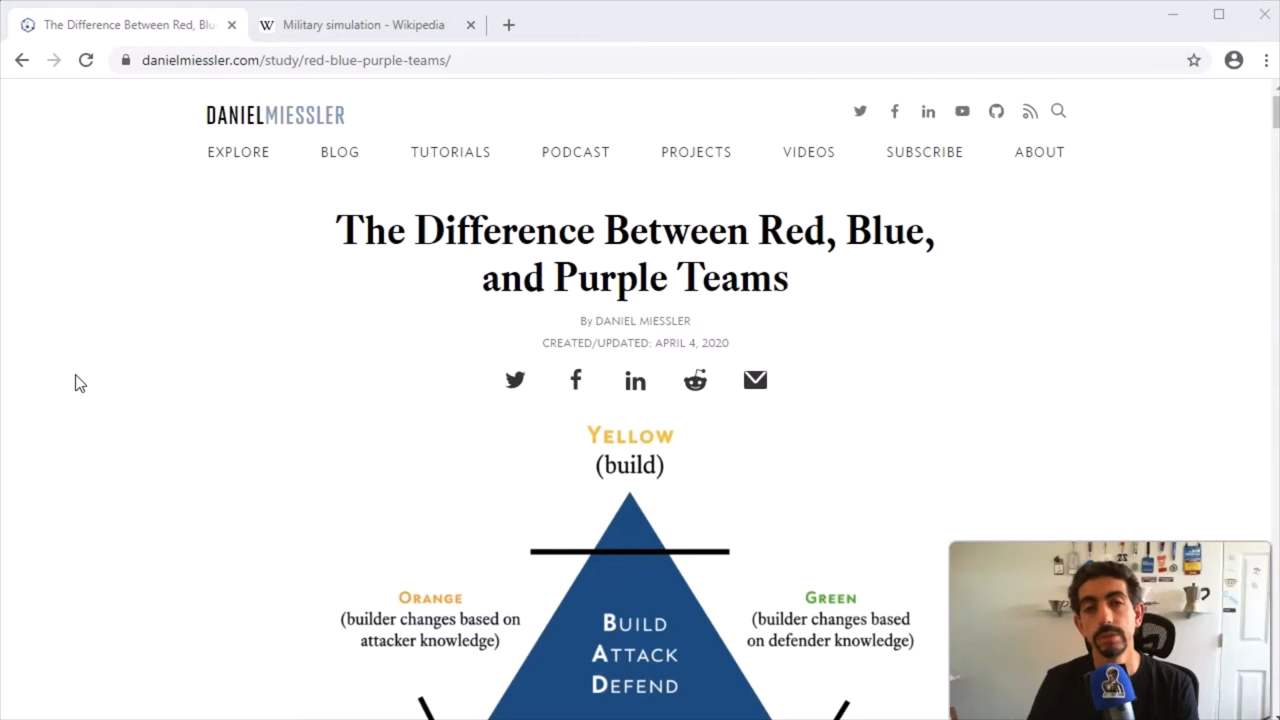 The Difference Between Red, Blu
Military simulation - Wikipedia
danielmiessler.com/study/red-blue-purple-teams/
DANIELMIESSLER
EXPLORE BLOG TUTORIALS PODCAST PROJECTS VIDEOS SUBSCRIBE ABOUT
The Difference Between Red, Blue,
and Purple Teams
By DANIEL MIESSLER
CREATED/UPDATED: APRIL 4, 2020
YELLOW
(build)
ORANGE
(builder changes based on
attacker knowledge)
GREEN
(builder changes based
on defender knowledge)
BUILD
ATTACK
DEFEND